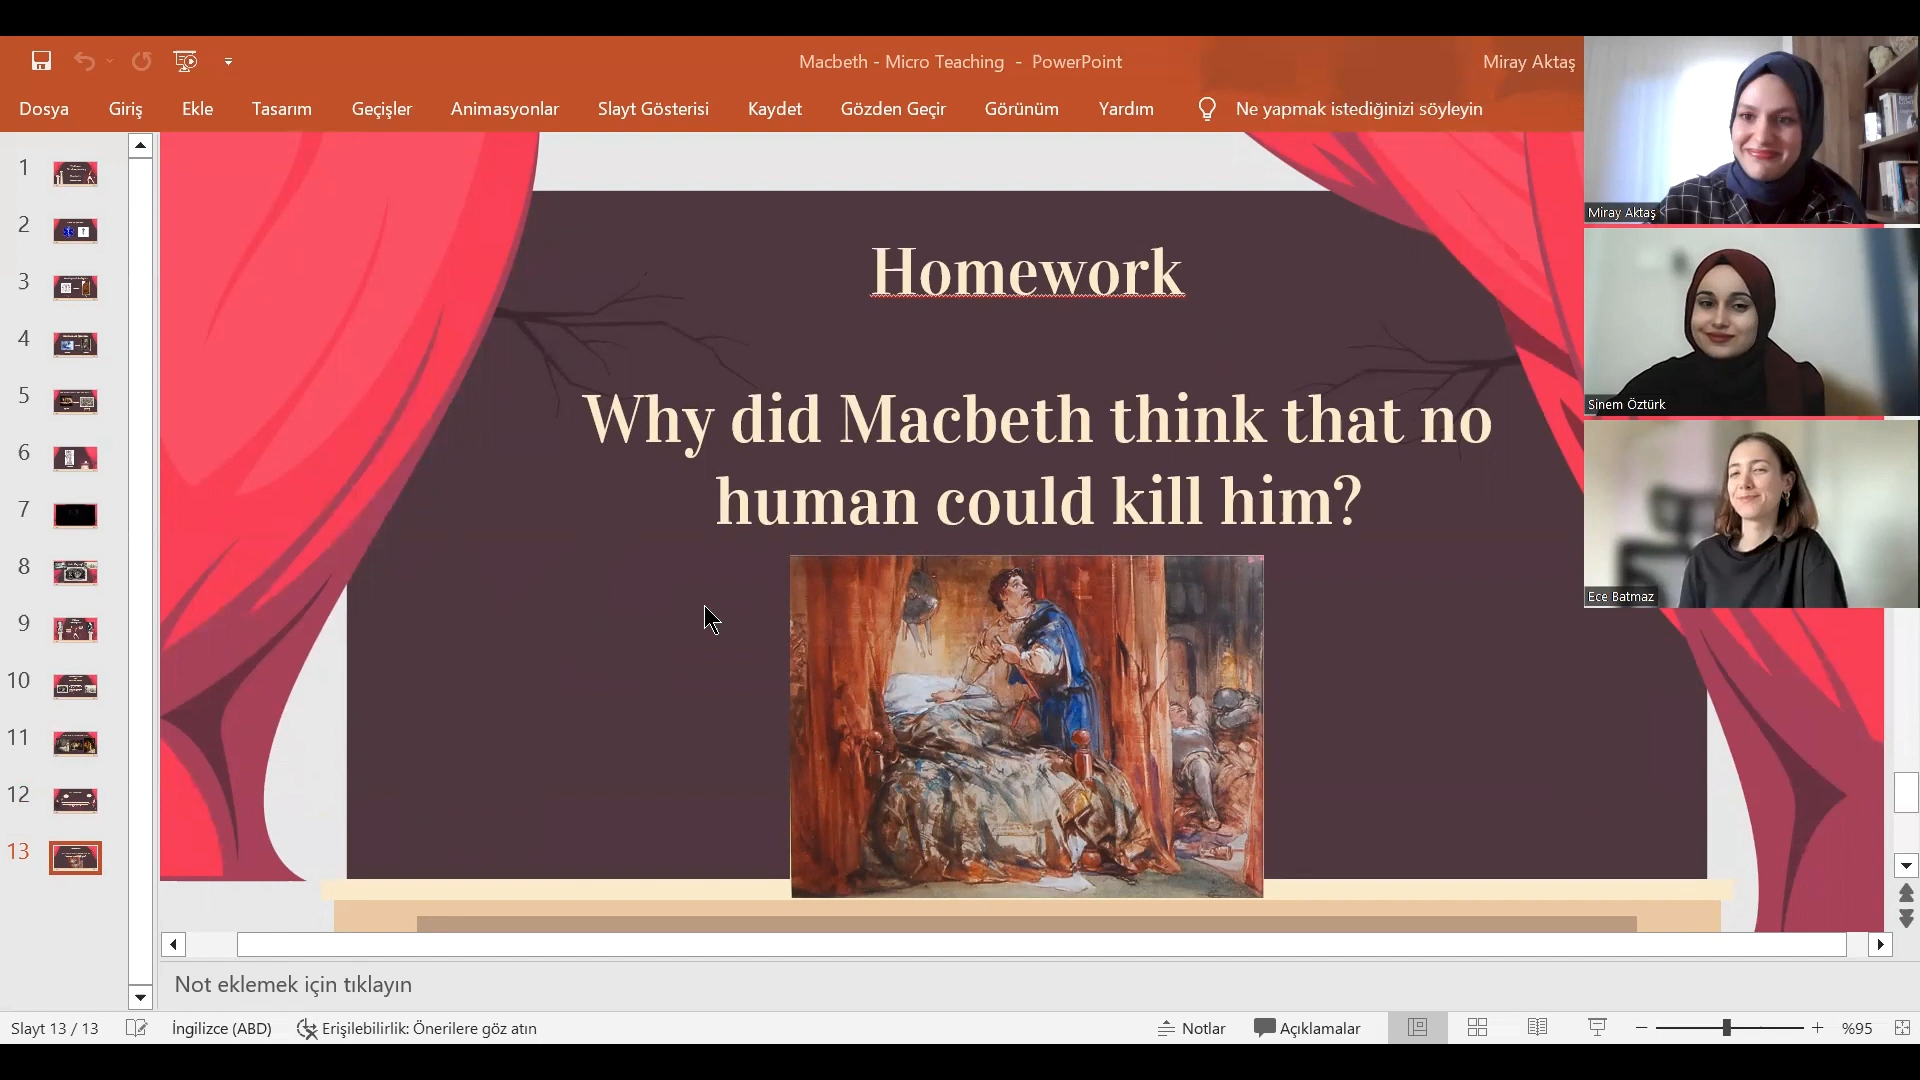 Macbeth - Micro Teaching - PowerPoint
Miray Aktaş
Dosya Giriş Ekle Tasarım Geçişler Animasyonlar Slayt Gösterisi Kaydet Gözden Geçir Görünüm Yardım Ne yapmak istediğinizi söyleyin
1
2
3
4
5
6
7
8
9
10
11
12
13
Homework
Why did Macbeth think that no
human could kill him?
Miray Aktaş
Sinem Öztürk
Ece Batmaz
Not eklemek için tıklayın
Slayt 13 / 13 İngilizce (ABD) Erişilebilirlik: Önerilere göz atın Notlar Açıklamalar %95